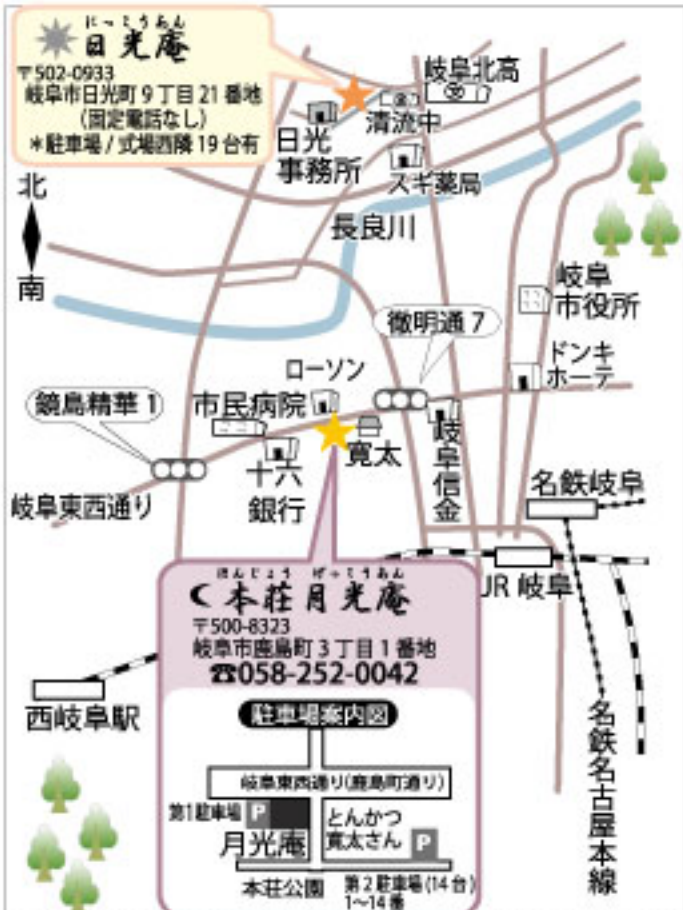 にっこうあん
日光庵
〒502-0933
岐阜市日光町9丁目21番地
(固定電話なし)
*駐車場/式場西隣19台有
岐阜北高
清流中
日光
事務所
スギ薬局
北
南
長良川
岐阜
市役所
徹明通7
ドンキ
ホーテ
ローソン
市民病院
鏡島精華1
寛太
岐阜信金
十六
銀行
岐阜東西通り
名鉄岐阜
JR岐阜
ほんじょう げっこうあん
本荘月光庵
〒500-8323
岐阜市鹿島町3丁目1番地
☎058-252-0042
西岐阜駅
名鉄名古屋本線
駐車場案内図
岐阜東西通り(鹿島町通り)
第1駐車場 P
月光庵
とんかつ
寛太さん P
本荘公園
第2駐車場(14台)
1〜14番